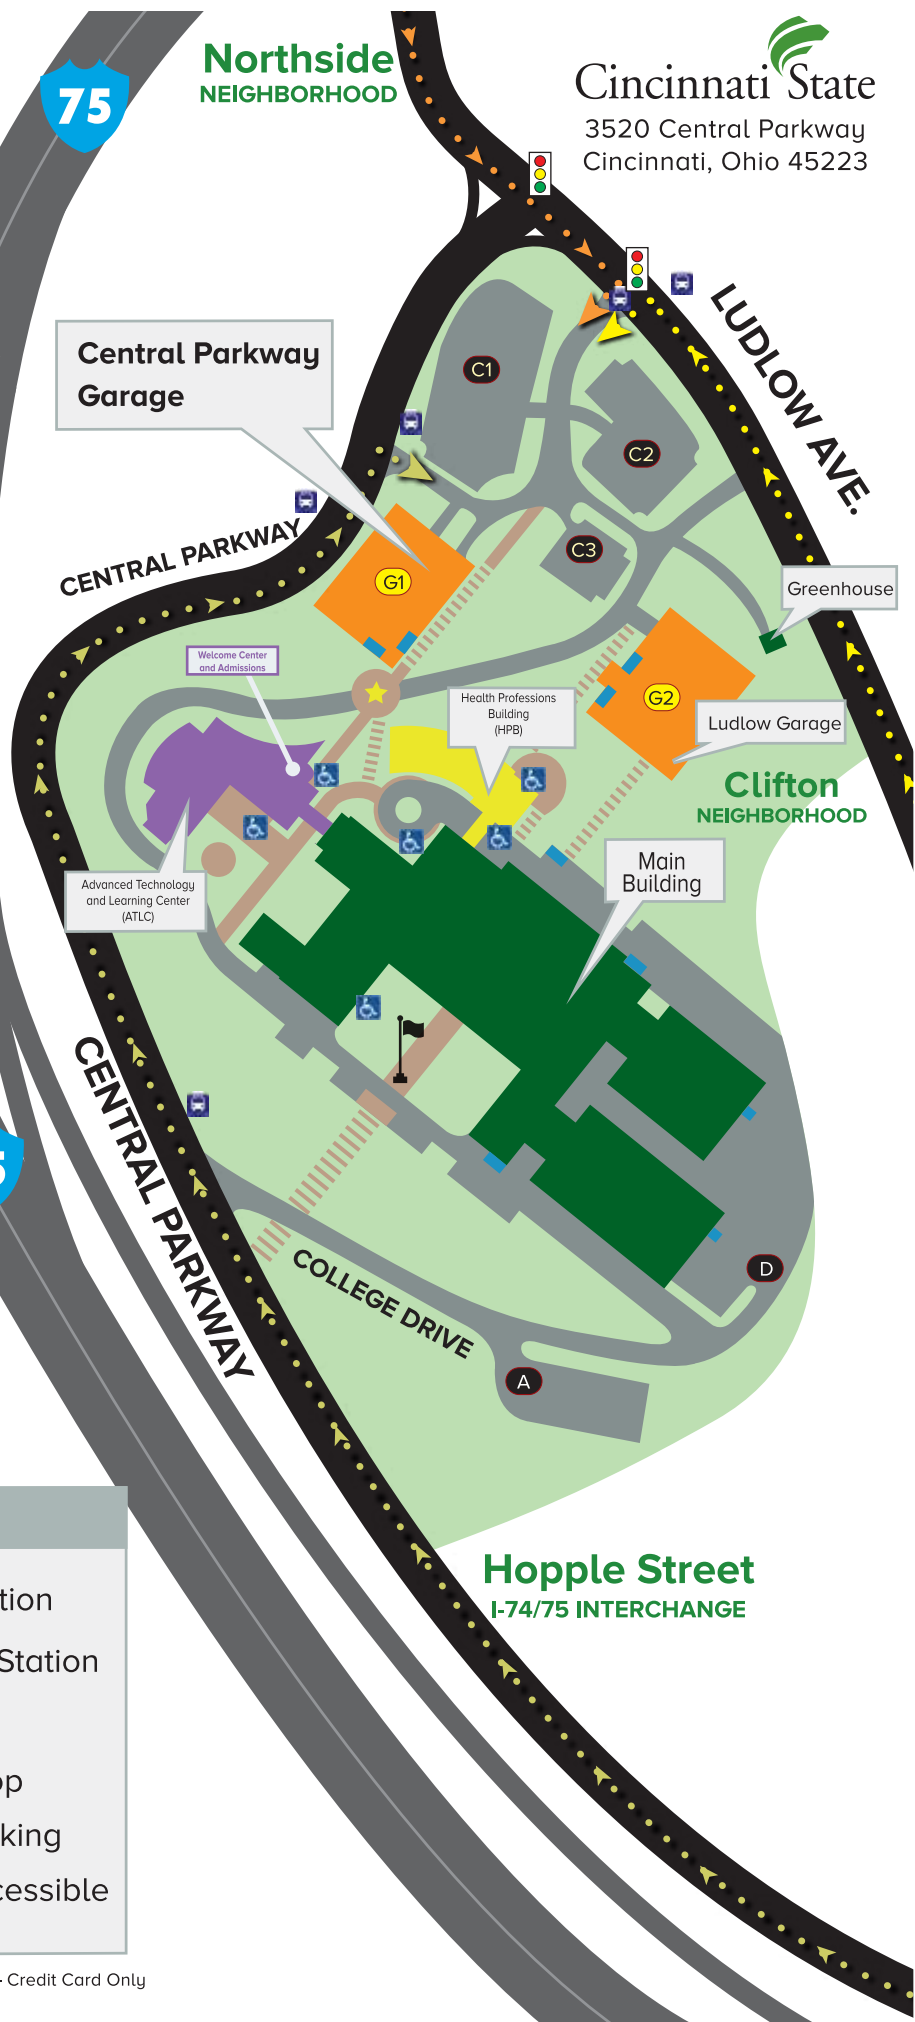 75
Northside
NEIGHBORHOOD
Cincinnati State
3520 Central Parkway
Cincinnati, Ohio 45223
LUDLOW AVE.
Central Parkway
Garage
C1
C2
C3
CENTRAL PARKWAY
G1
Greenhouse
Welcome Center
and Admissions
Health Professions
Building
(HPB)
G2
Ludlow Garage
Clifton
NEIGHBORHOOD
Main
Building
Advanced Technology
and Learning Center
(ATLC)
CENTRAL PARKWAY
5
COLLEGE DRIVE
D
A
Hopple Street
I-74/75 INTERCHANGE
tion
Station
op
king
cessible
- Credit Card Only